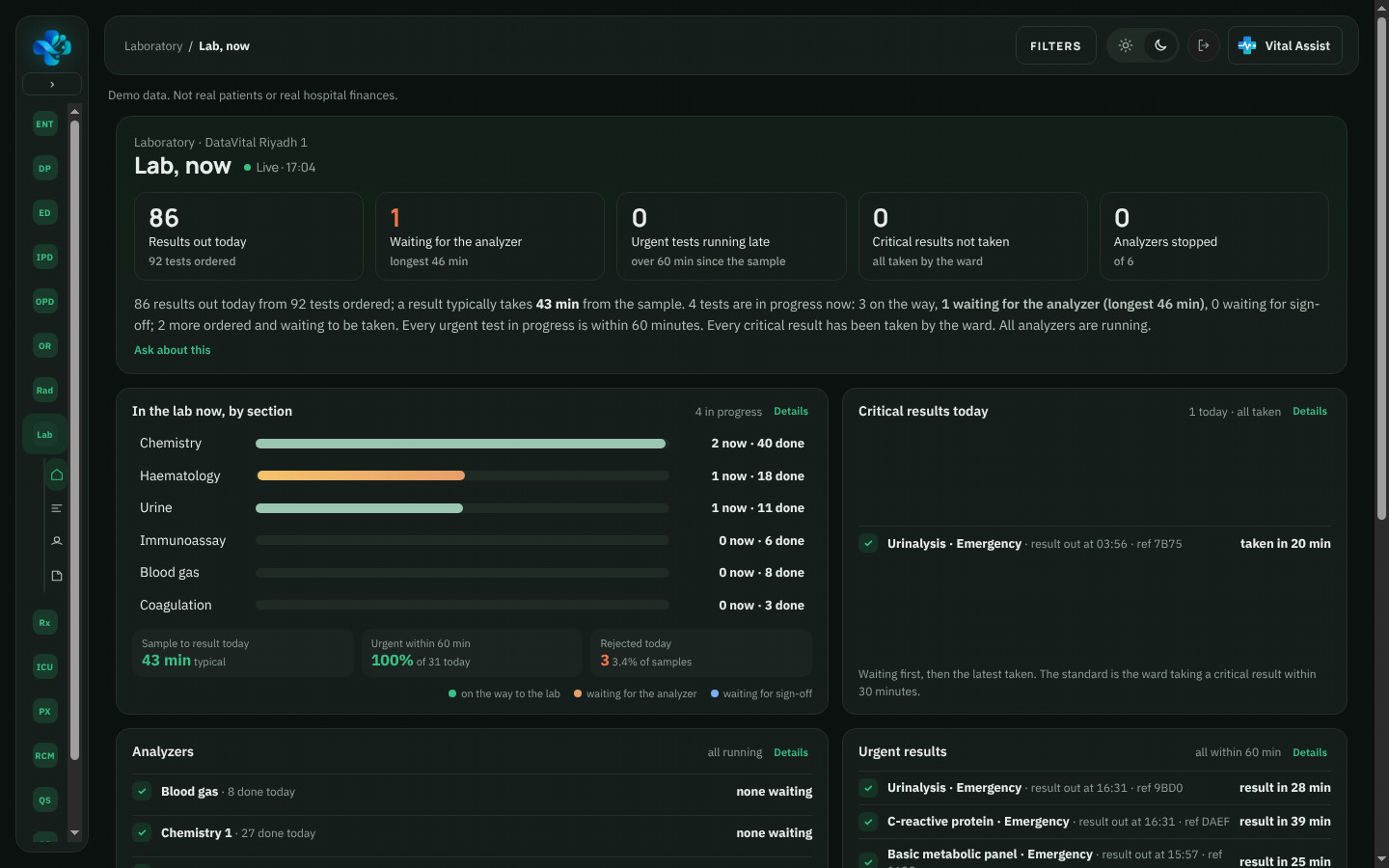 Laboratory / Lab, now
FILTERS
Vital Assist
›
ENT
DP
ED
IPD
OPD
OR
Rad
Lab
Rx
ICU
PX
RCM
QS
Demo data. Not real patients or real hospital finances.
Laboratory · DataVital Riyadh 1
Lab, now
Live · 17:04
86
Results out today
92 tests ordered
1
Waiting for the analyzer
longest 46 min
0
Urgent tests running late
over 60 min since the sample
0
Critical results not taken
all taken by the ward
0
Analyzers stopped
of 6
86 results out today from 92 tests ordered; a result typically takes 43 min from the sample. 4 tests are in progress now: 3 on the way, 1 waiting for the analyzer (longest 46 min), 0 waiting for sign-
off; 2 more ordered and waiting to be taken. Every urgent test in progress is within 60 minutes. Every critical result has been taken by the ward. All analyzers are running.
Ask about this
In the lab now, by section
4 in progress Details
Chemistry 2 now · 40 done
Haematology 1 now · 18 done
Urine 1 now · 11 done
Immunoassay 0 now · 6 done
Blood gas 0 now · 8 done
Coagulation 0 now · 3 done
Sample to result today
43 min typical
Urgent within 60 min
100% of 31 today
Rejected today
3 3.4% of samples
on the way to the lab waiting for the analyzer waiting for sign-off
Critical results today
1 today · all taken Details
Urinalysis · Emergency · result out at 03:56 · ref 7B75 taken in 20 min
Waiting first, then the latest taken. The standard is the ward taking a critical result within
30 minutes.
Analyzers
all running Details
Blood gas · 8 done today none waiting
Chemistry 1 · 27 done today none waiting
Urgent results
all within 60 min Details
Urinalysis · Emergency · result out at 16:31 · ref 9BD0 result in 28 min
C-reactive protein · Emergency · result out at 16:31 · ref DAEF result in 39 min
Basic metabolic panel · Emergency · result out at 15:57 · ref
result in 25 min